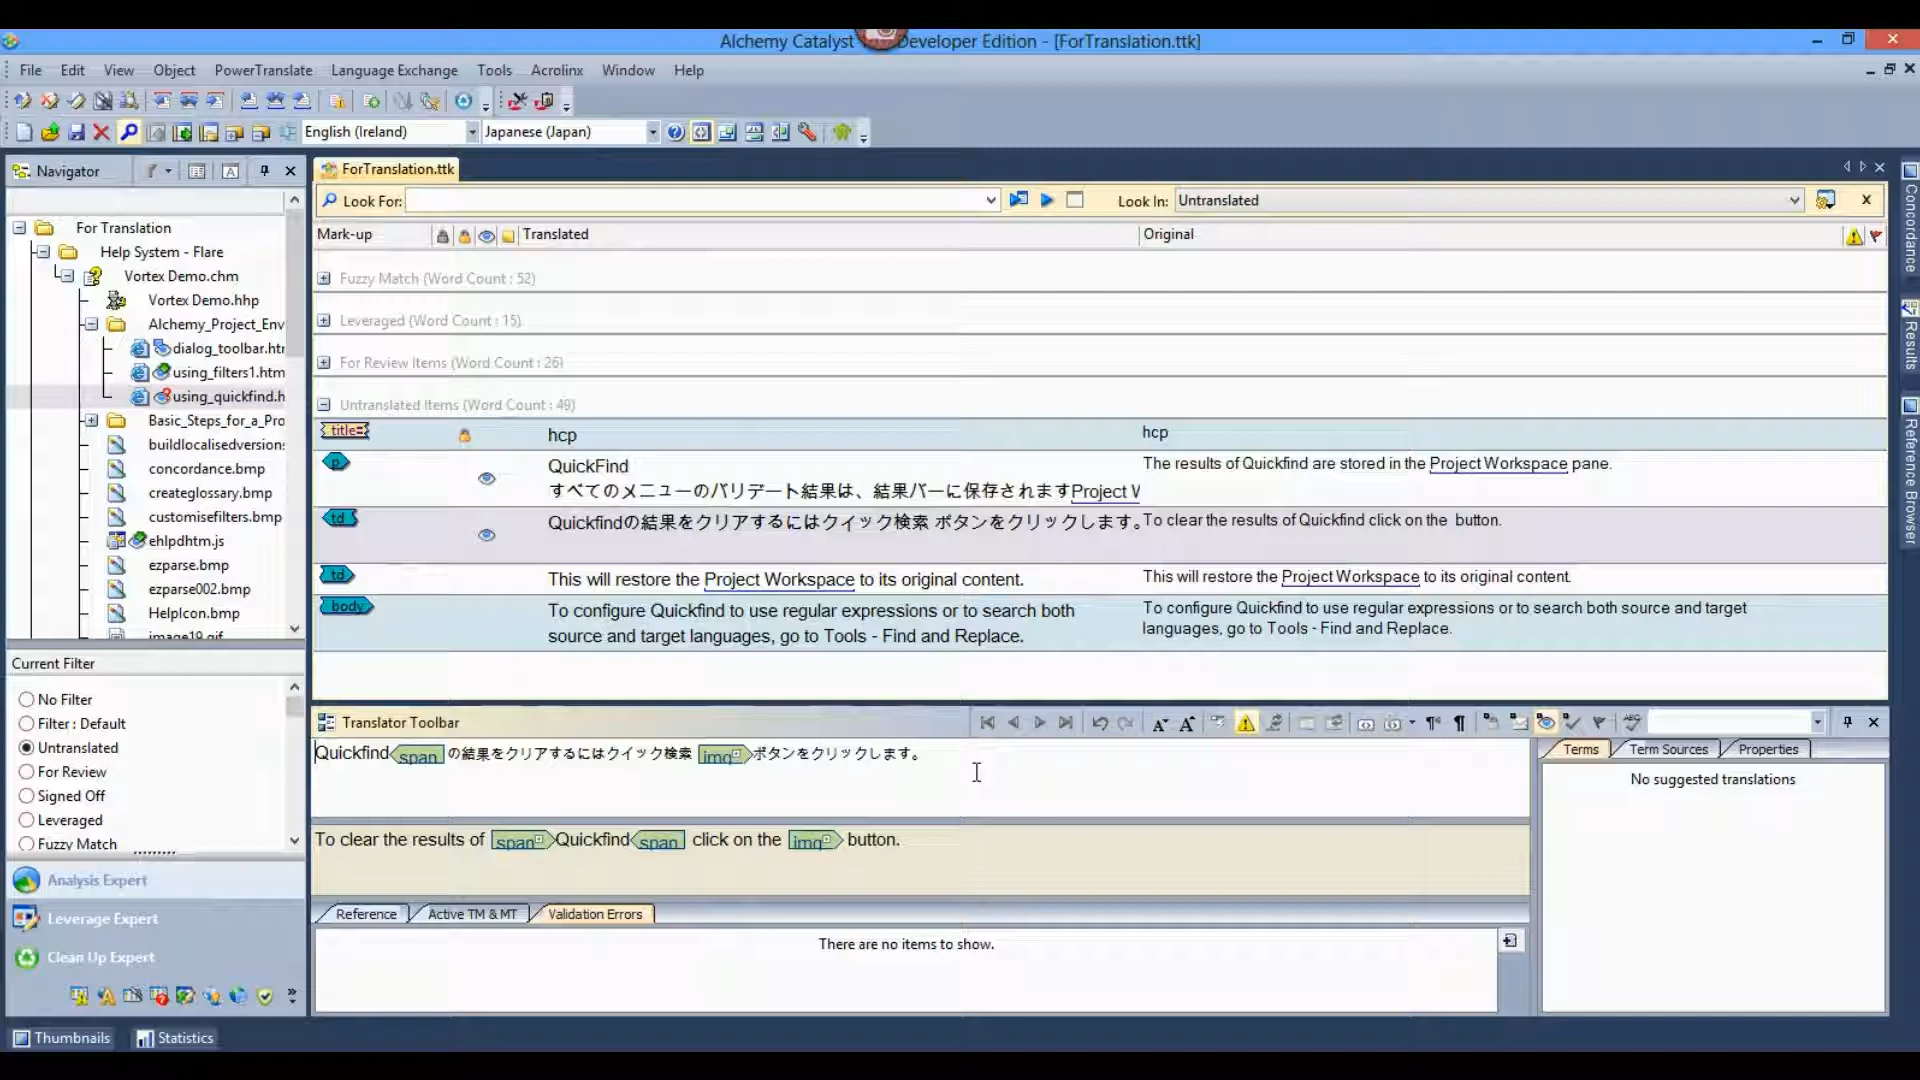 Alchemy Catalyst Developer Edition - [ForTranslation.ttk]
File Edit View Object PowerTranslate Language Exchange Tools Acrolinx Window Help
English (Ireland) Japanese (Japan)
Navigator
ForTranslation.ttk
Look For: Look In: Untranslated
Mark-up Translated Original
For Translation
Help System - Flare
Vortex Demo.chm
Vortex Demo.hhp
Alchemy_Project_Env
dialog_toolbar.htr
using_filters1.htm
using_quickfind.h
Basic_Steps_for_a_Pro
buildlocalisedversion
concordance.bmp
createglossary.bmp
customisefilters.bmp
ehlpdhtm.js
ezparse.bmp
ezparse002.bmp
HelpIcon.bmp
image19.gif
Fuzzy Match (Word Count : 52)
Leveraged (Word Count : 15)
For Review Items (Word Count : 26)
Untranslated Items (Word Count : 49)
title= hcp hcp
p QuickFind The results of Quickfind are stored in the Project Workspace pane.
すべてのメニューのバリデート結果は、結果バーに保存されますProject W
td Quickfindの結果をクリアするにはクイック検索 ボタンをクリックします。 To clear the results of Quickfind click on the button.
td This will restore the Project Workspace to its original content. This will restore the Project Workspace to its original content.
body To configure Quickfind to use regular expressions or to search both To configure Quickfind to use regular expressions or to search both source and target
source and target languages, go to Tools - Find and Replace. languages, go to Tools - Find and Replace.
Current Filter
No Filter
Filter : Default
Untranslated
For Review
Signed Off
Leveraged
Fuzzy Match
Analysis Expert
Leverage Expert
Clean Up Expert
Translator Toolbar
Quickfind span の結果をクリアするにはクイック検索 img ボタンをクリックします。
To clear the results of span Quickfind span click on the img button.
Reference Active TM & MT Validation Errors
There are no items to show.
Terms Term Sources Properties
No suggested translations
Concordance
Results
Reference Browser
Thumbnails Statistics